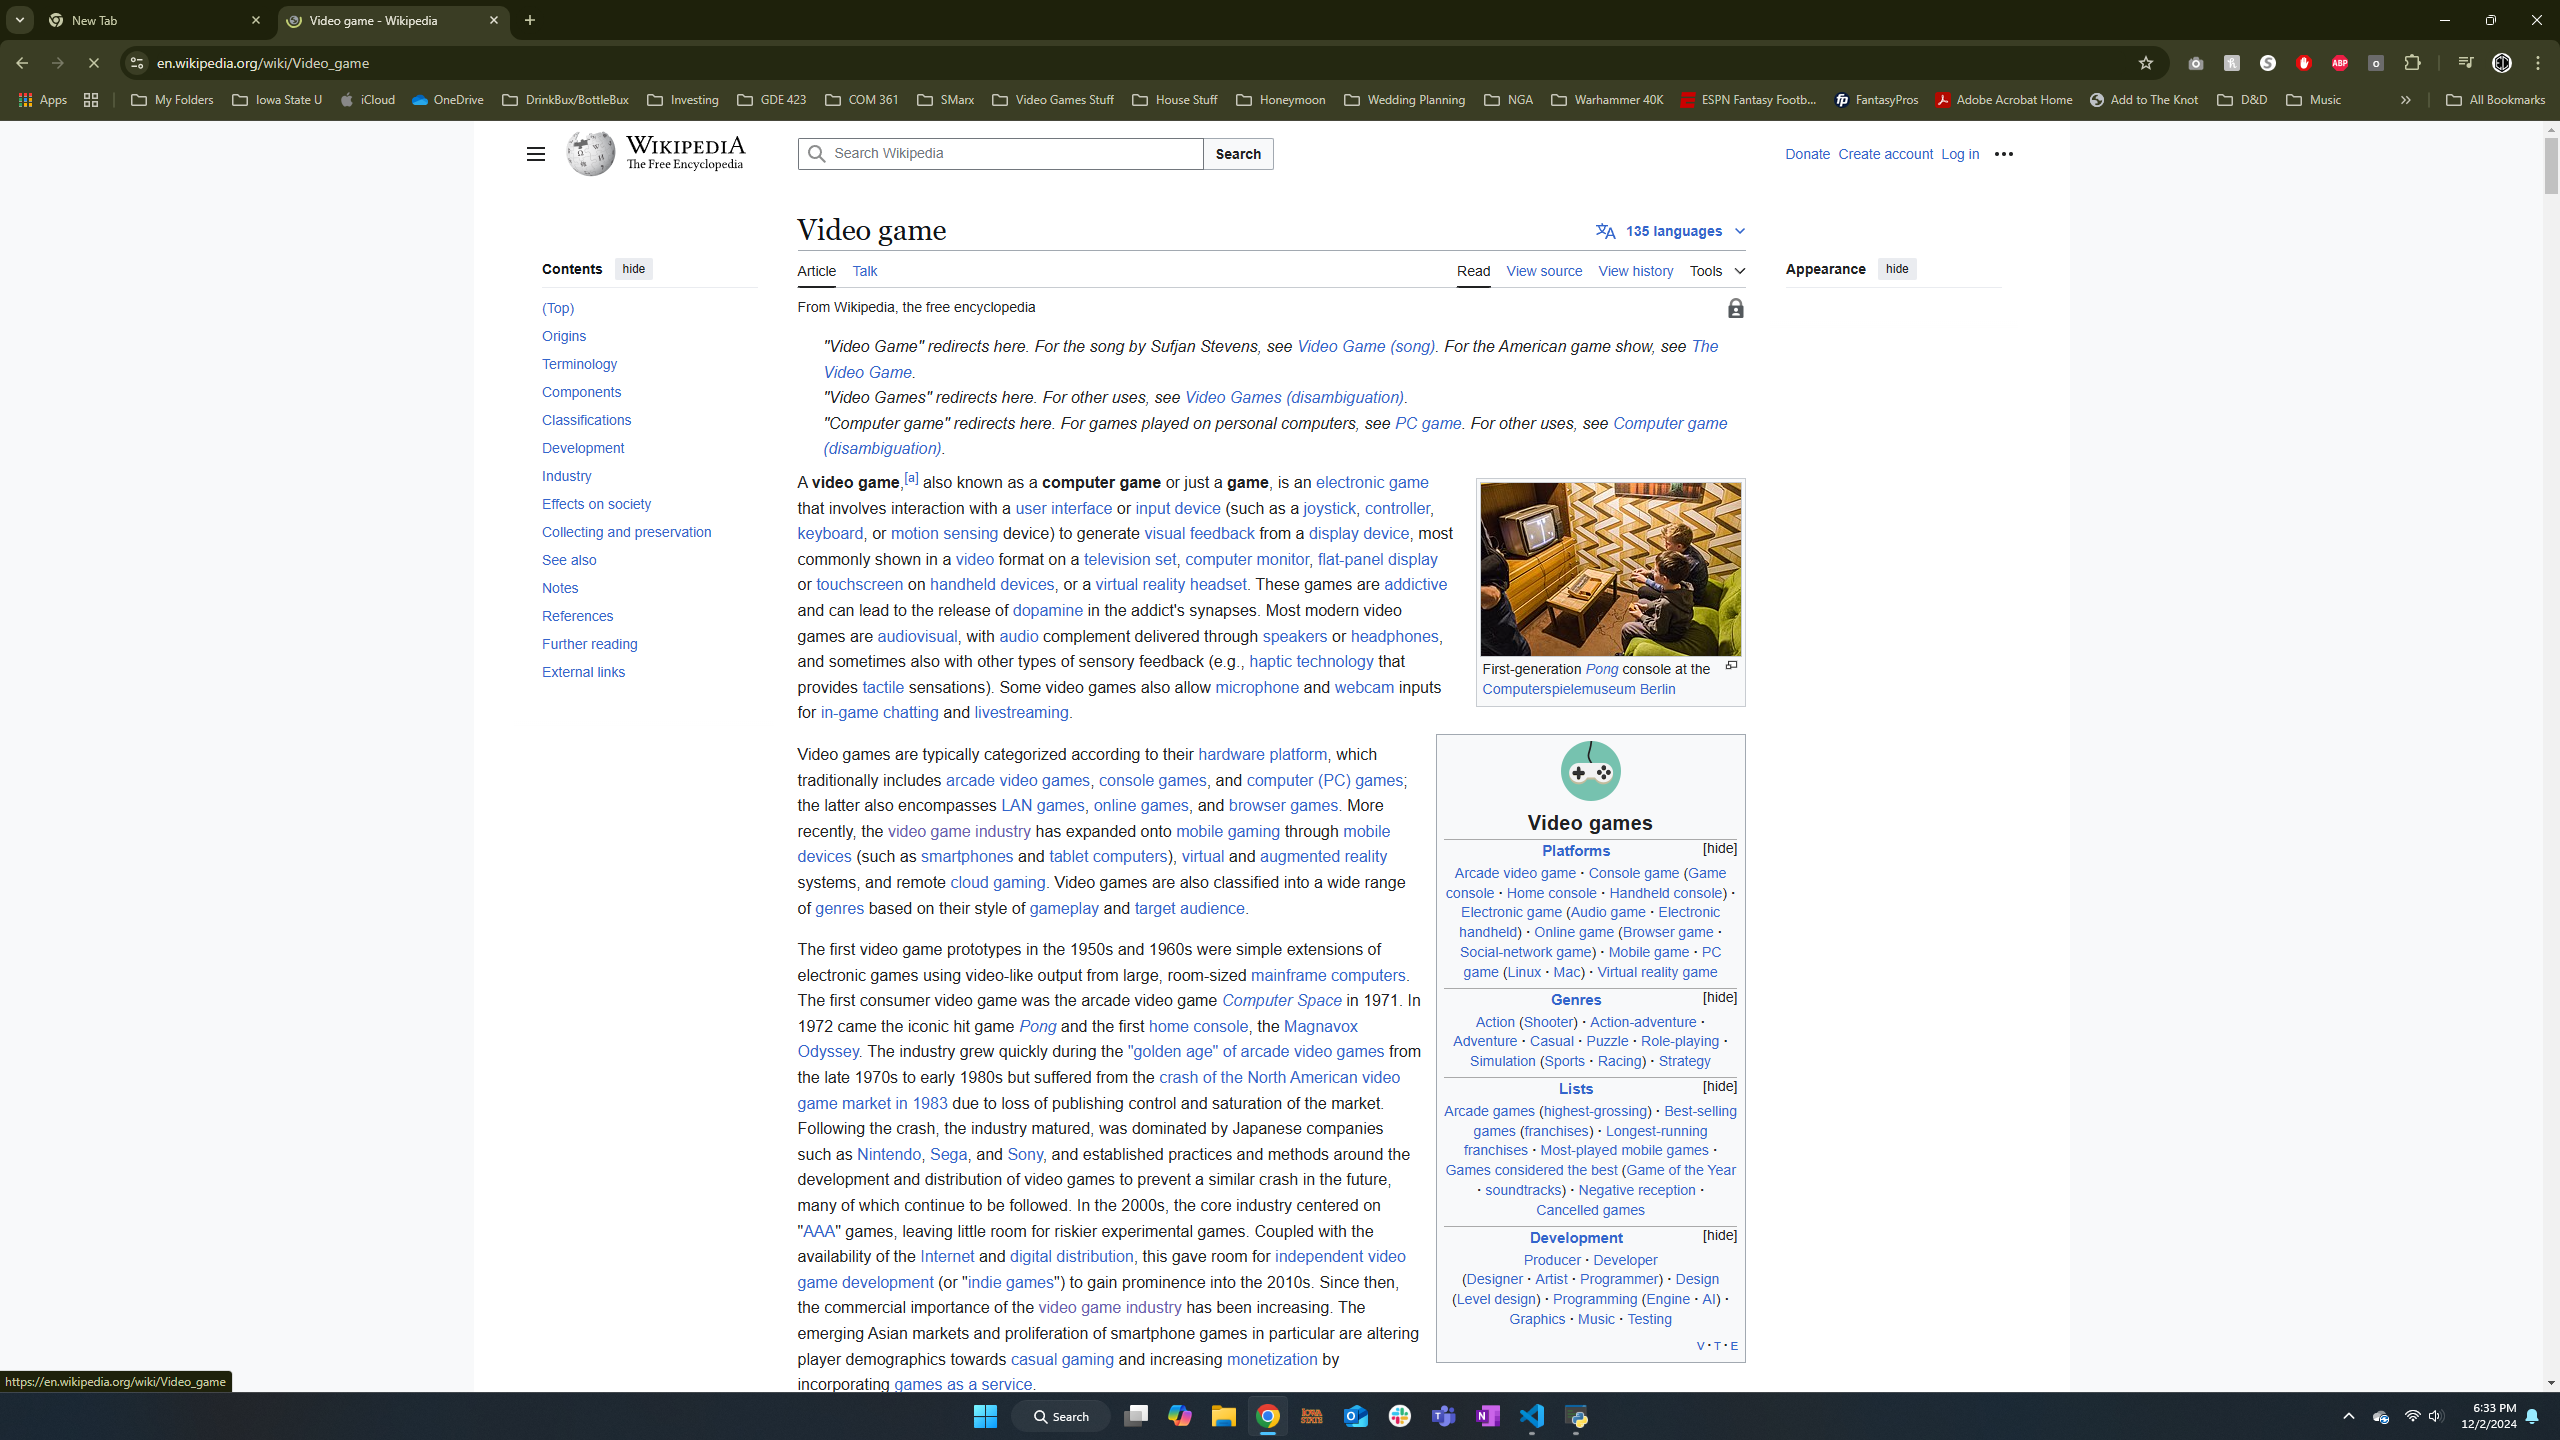 New Tab
Video game - Wikipedia
en.wikipedia.org/wiki/Video_game
Apps
My Folders
Iowa State U
iCloud
OneDrive
DrinkBux/BottleBux
Investing
GDE 423
COM 361
SMarx
Video Games Stuff
House Stuff
Honeymoon
Wedding Planning
NGA
Warhammer 40K
ESPN Fantasy Footb...
FantasyPros
Adobe Acrobat Home
Add to The Knot
D&D
Music
All Bookmarks
WIKIPEDIA
The Free Encyclopedia
Search Wikipedia
Search
Donate Create account Log in
Video game
135 languages
Contents hide
Article Talk
Read View source View history Tools
Appearance hide
From Wikipedia, the free encyclopedia
(Top)
Origins
Terminology
Components
Classifications
Development
Industry
Effects on society
Collecting and preservation
See also
Notes
References
Further reading
External links
"Video Game" redirects here. For the song by Sufjan Stevens, see Video Game (song). For the American game show, see The
Video Game.
"Video Games" redirects here. For other uses, see Video Games (disambiguation).
"Computer game" redirects here. For games played on personal computers, see PC game. For other uses, see Computer game
(disambiguation).
A video game,[a] also known as a computer game or just a game, is an electronic game
that involves interaction with a user interface or input device (such as a joystick, controller,
keyboard, or motion sensing device) to generate visual feedback from a display device, most
commonly shown in a video format on a television set, computer monitor, flat-panel display
or touchscreen on handheld devices, or a virtual reality headset. These games are addictive
and can lead to the release of dopamine in the addict's synapses. Most modern video
games are audiovisual, with audio complement delivered through speakers or headphones,
and sometimes also with other types of sensory feedback (e.g., haptic technology that
provides tactile sensations). Some video games also allow microphone and webcam inputs
for in-game chatting and livestreaming.
First-generation Pong console at the
Computerspielemuseum Berlin
Video games are typically categorized according to their hardware platform, which
traditionally includes arcade video games, console games, and computer (PC) games;
the latter also encompasses LAN games, online games, and browser games. More
recently, the video game industry has expanded onto mobile gaming through mobile
devices (such as smartphones and tablet computers), virtual and augmented reality
systems, and remote cloud gaming. Video games are also classified into a wide range
of genres based on their style of gameplay and target audience.
The first video game prototypes in the 1950s and 1960s were simple extensions of
electronic games using video-like output from large, room-sized mainframe computers.
The first consumer video game was the arcade video game Computer Space in 1971. In
1972 came the iconic hit game Pong and the first home console, the Magnavox
Odyssey. The industry grew quickly during the "golden age" of arcade video games from
the late 1970s to early 1980s but suffered from the crash of the North American video
game market in 1983 due to loss of publishing control and saturation of the market.
Following the crash, the industry matured, was dominated by Japanese companies
such as Nintendo, Sega, and Sony, and established practices and methods around the
development and distribution of video games to prevent a similar crash in the future,
many of which continue to be followed. In the 2000s, the core industry centered on
"AAA" games, leaving little room for riskier experimental games. Coupled with the
availability of the Internet and digital distribution, this gave room for independent video
game development (or "indie games") to gain prominence into the 2010s. Since then,
the commercial importance of the video game industry has been increasing. The
emerging Asian markets and proliferation of smartphone games in particular are altering
player demographics towards casual gaming and increasing monetization by
incorporating games as a service.
Video games
Platforms [hide]
Arcade video game · Console game (Game
console · Home console · Handheld console) ·
Electronic game (Audio game · Electronic
handheld) · Online game (Browser game ·
Social-network game) · Mobile game · PC
game (Linux · Mac) · Virtual reality game
Genres [hide]
Action (Shooter) · Action-adventure ·
Adventure · Casual · Puzzle · Role-playing ·
Simulation (Sports · Racing) · Strategy
Lists [hide]
Arcade games (highest-grossing) · Best-selling
games (franchises) · Longest-running
franchises · Most-played mobile games ·
Games considered the best (Game of the Year
· soundtracks) · Negative reception ·
Cancelled games
Development [hide]
Producer · Developer
(Designer · Artist · Programmer) · Design
(Level design) · Programming (Engine · AI) ·
Graphics · Music · Testing
V · T · E
https://en.wikipedia.org/wiki/Video_game
Search
6:33 PM
12/2/2024